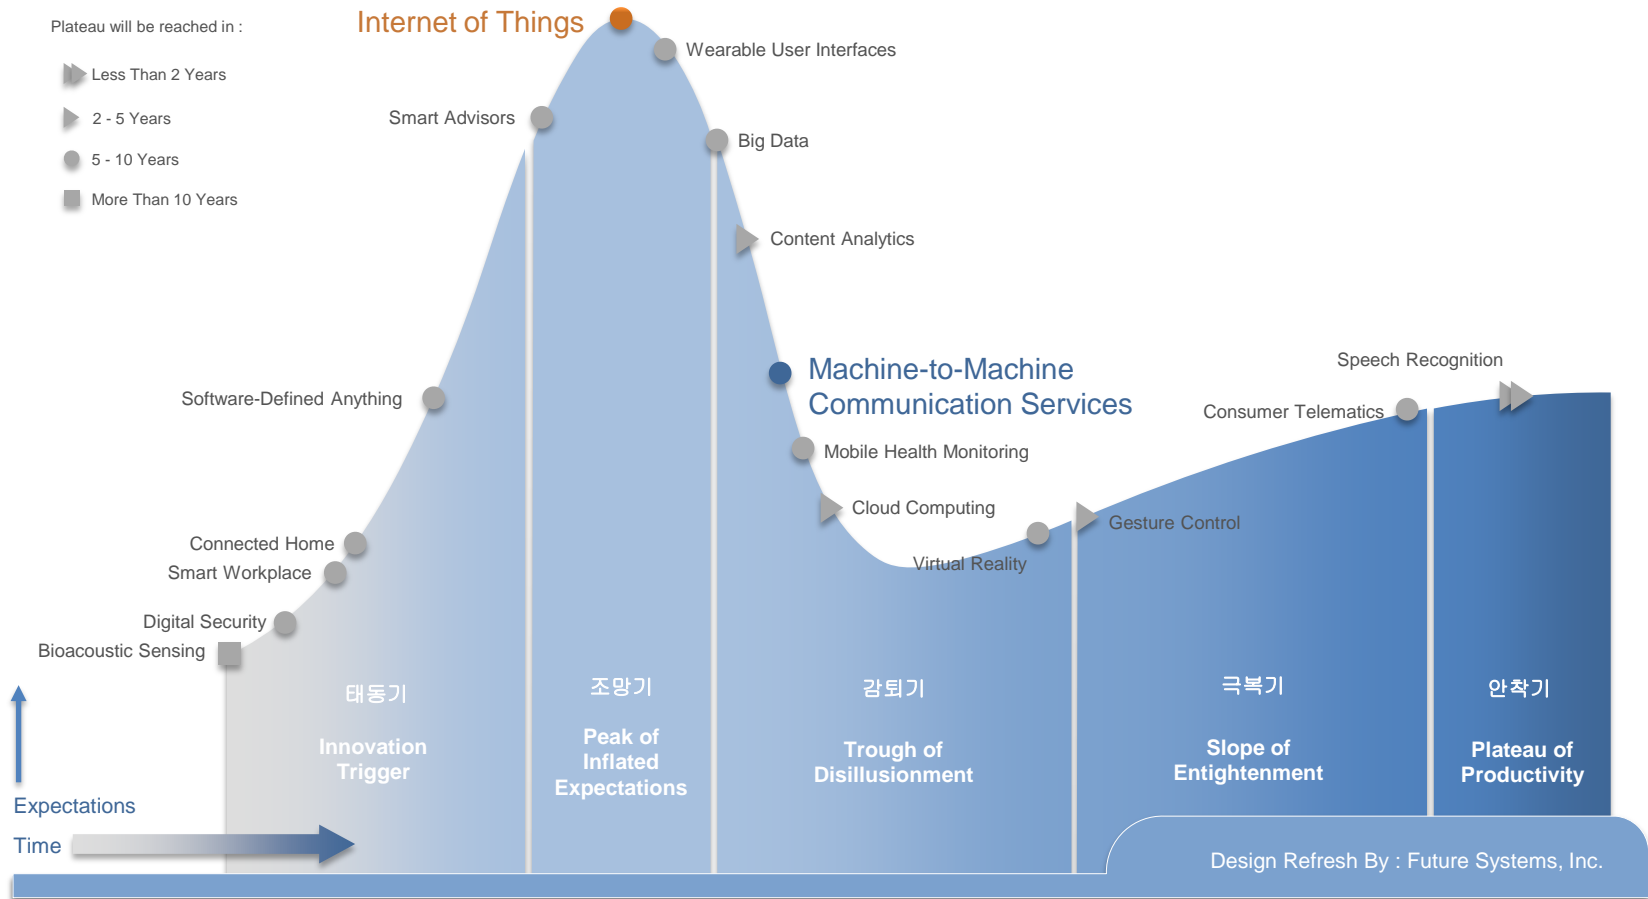 Plateau will be reached in :
Less Than 2 Years
2 - 5 Years
5 - 10 Years
More Than 10 Years
Internet of Things
Wearable User Interfaces
Smart Advisors
Big Data
Content Analytics
Software-Defined Anything
Machine-to-Machine
Communication Services
Speech Recognition
Consumer Telematics
Mobile Health Monitoring
Cloud Computing
Gesture Control
Virtual Reality
Connected Home
Smart Workplace
Digital Security
Bioacoustic Sensing
태동기
Innovation
Trigger
조망기
Peak of
Inflated
Expectations
감퇴기
Trough of
Disillusionment
극복기
Slope of
Entightenment
안착기
Plateau of
Productivity
Expectations
Time
Design Refresh By : Future Systems, Inc.